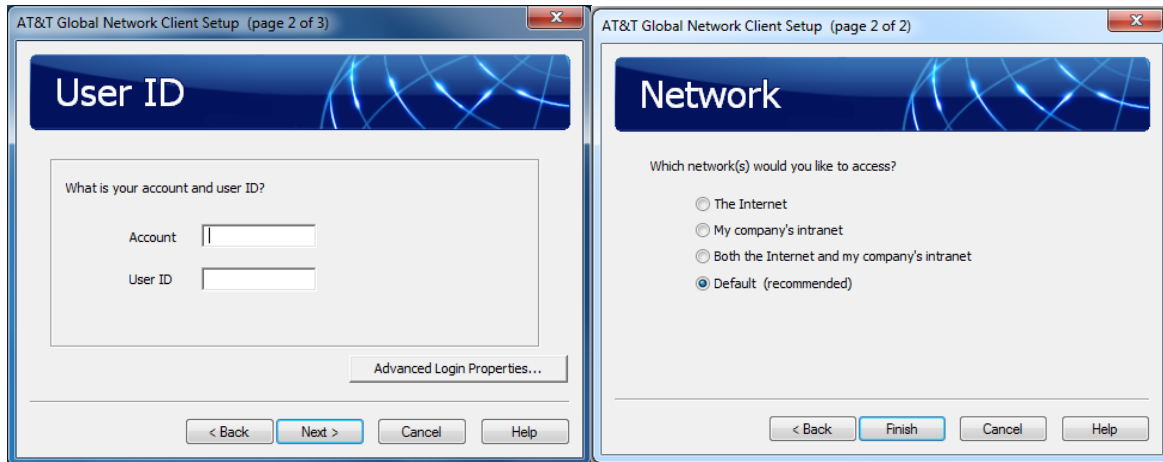 AT&T Global Network Client Setup (page 2 of 3)
User ID
What is your account and user ID?
Account
User ID
Advanced Login Properties...
< Back
Next >
Cancel
Help
AT&T Global Network Client Setup (page 2 of 2)
Network
Which network(s) would you like to access?
The Internet
My company's intranet
Both the Internet and my company's intranet
Default (recommended)
< Back
Finish
Cancel
Help